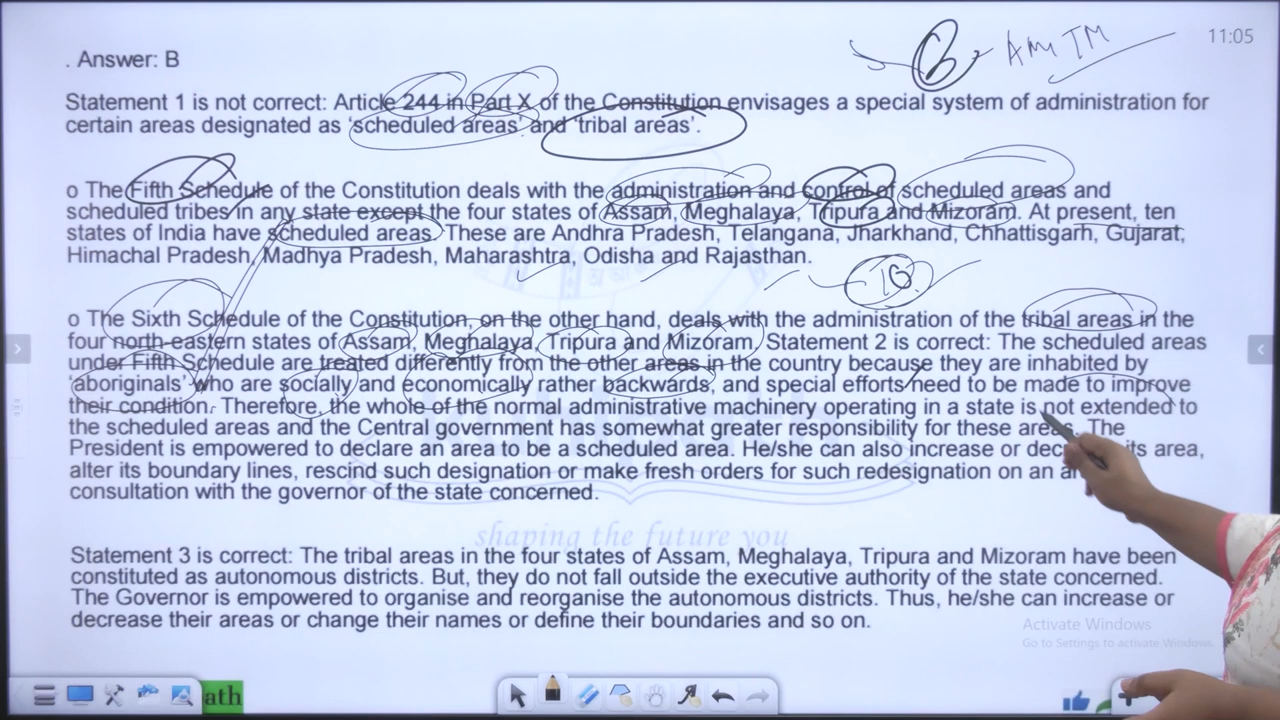 11:05
. Answer: B
6 Am TM
Statement 1 is not correct: Article 244 in Part X of the Constitution envisages a special system of administration for
certain areas designated as 'scheduled areas' and 'tribal areas'.
o The Fifth Schedule of the Constitution deals with the administration and control of scheduled areas and
scheduled tribes in any state except the four states of Assam, Meghalaya, Tripura and Mizoram. At present, ten
states of India have scheduled areas. These are Andhra Pradesh, Telangana, Jharkhand, Chhattisgarh, Gujarat,
Himachal Pradesh, Madhya Pradesh, Maharashtra, Odisha and Rajasthan.
10
o The Sixth Schedule of the Constitution, on the other hand, deals with the administration of the tribal areas in the
four north-eastern states of Assam, Meghalaya, Tripura and Mizoram. Statement 2 is correct: The scheduled areas
under Fifth Schedule are treated differently from the other areas in the country because they are inhabited by
'aboriginals' who are socially and economically rather backwards, and special efforts need to be made to improve
their condition. Therefore, the whole of the normal administrative machinery operating in a state is not extended to
the scheduled areas and the Central government has somewhat greater responsibility for these areas. The
President is empowered to declare an area to be a scheduled area. He/she can also increase or its area,
alter its boundary lines, rescind such designation or make fresh orders for such redesignation on an
consultation with the governor of the state concerned.
shaping the future you
Statement 3 is correct: The tribal areas in the four states of Assam, Meghalaya, Tripura and Mizoram have been
constituted as autonomous districts. But, they do not fall outside the executive authority of the state concerned.
The Governor is empowered to organise and reorganise the autonomous districts. Thus, he/she can increase or
decrease their areas or change their names or define their boundaries and so on.
Activate Windows
Go to Settings to activate Windows.
ath